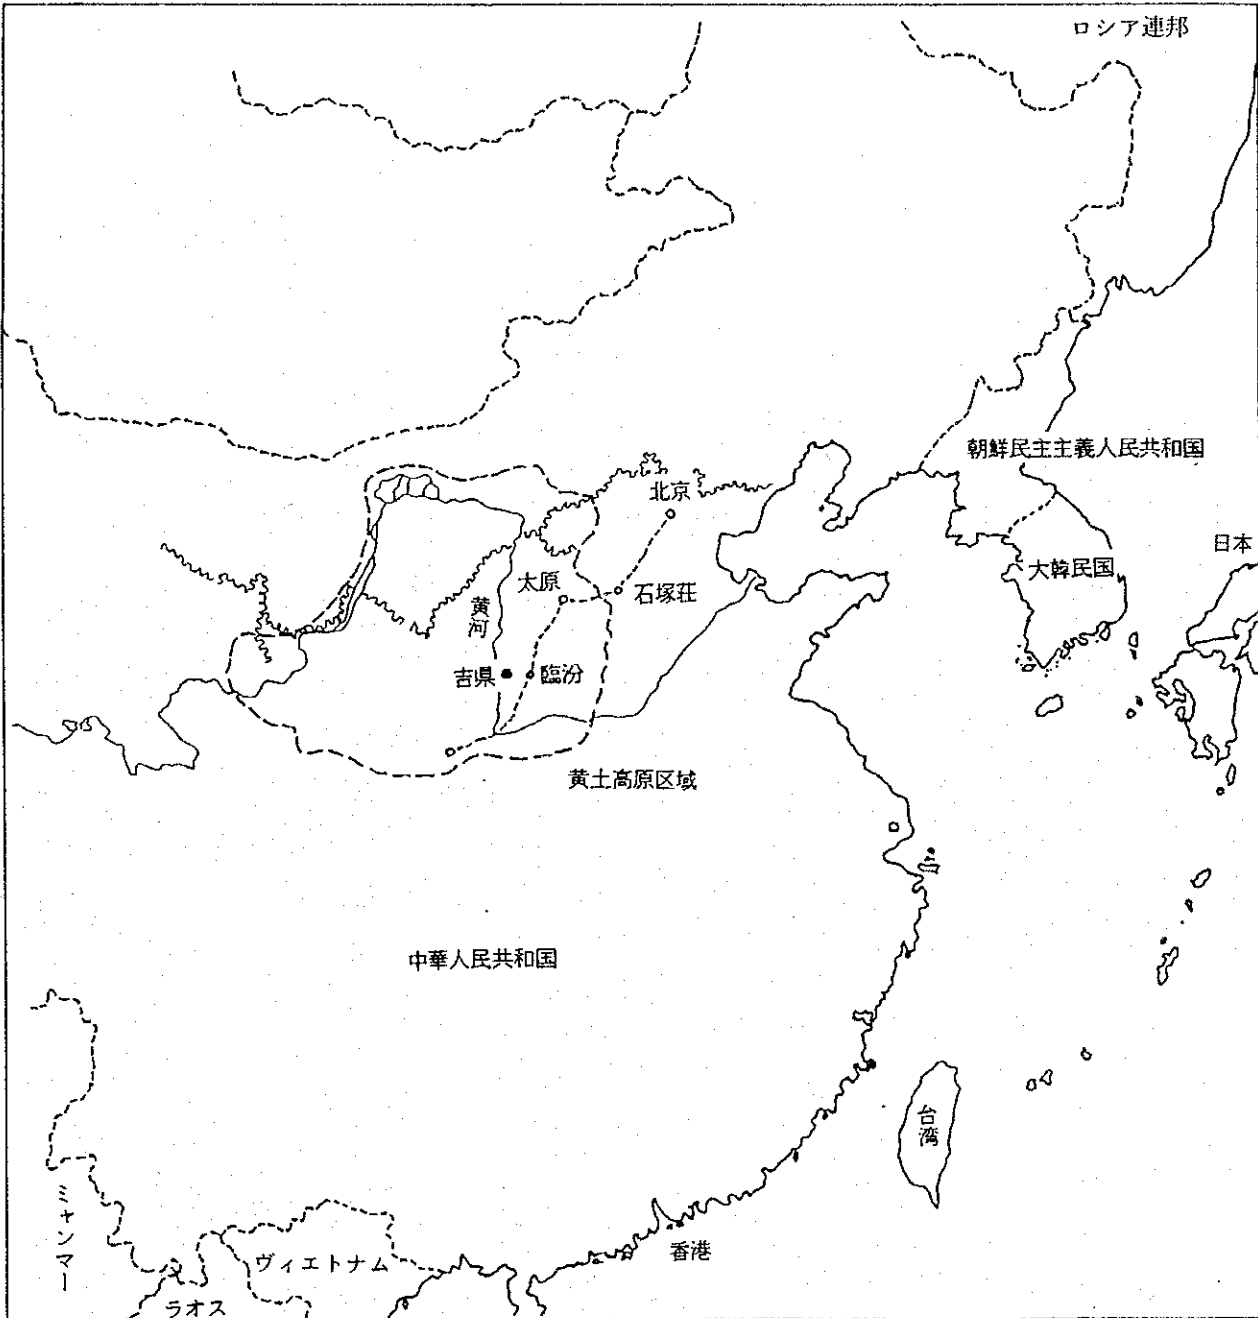 ロシア連邦
朝鮮民主主義人民共和国
北京
日本
大韓民国
太原
石塚荘
黄河
吉県
臨汾
黄土高原区域
中華人民共和国
台湾
ミャンマー
香港
ヴィエトナム
ラオス